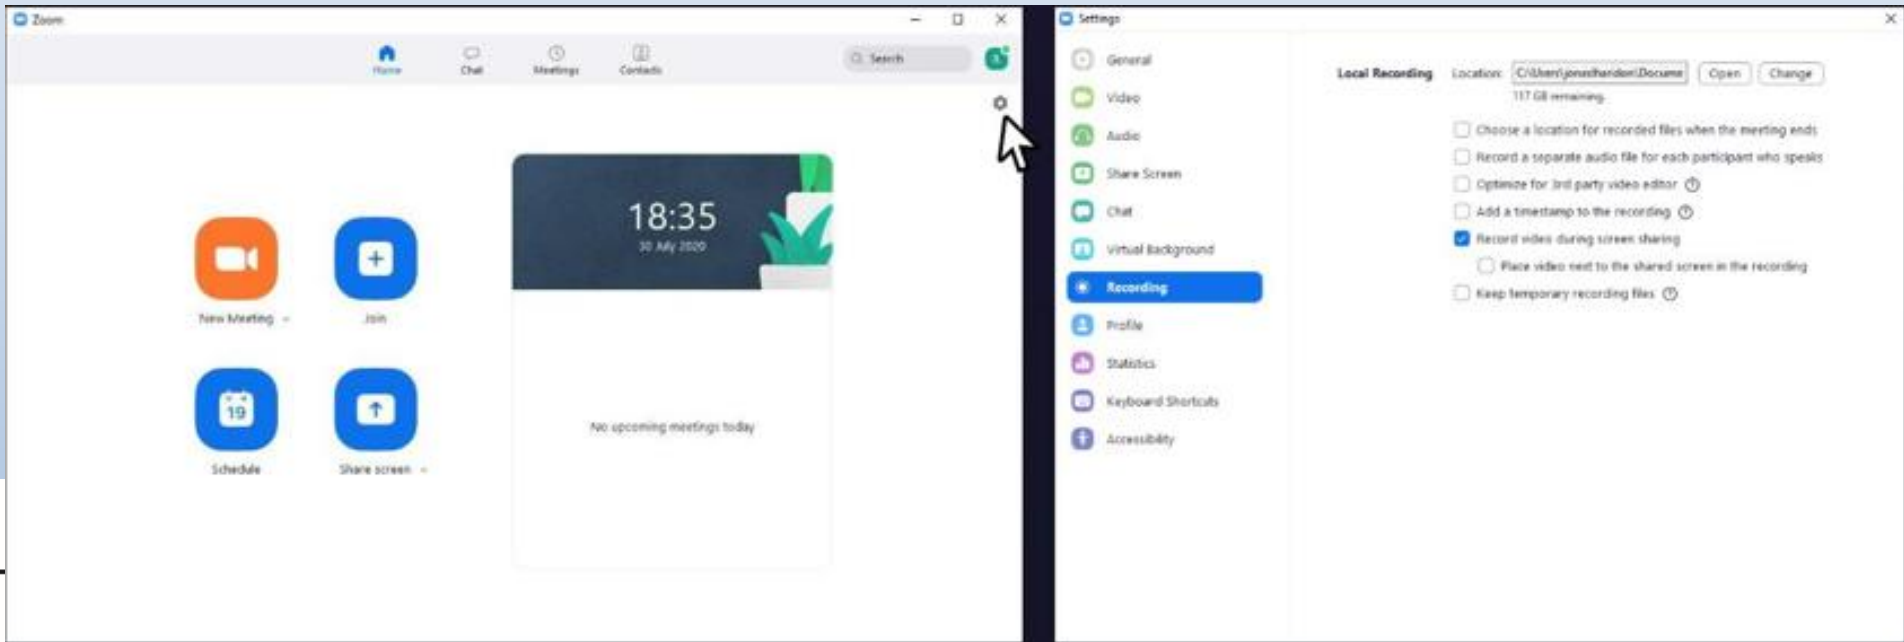 Zoom
Home
Chat
Meetings
Contacts
Search
18:35
30 July 2020
New Meeting
Join
19
Schedule
Share screen
No upcoming meetings today
Settings
General
Video
Audio
Share Screen
Chat
Virtual Background
Recording
Profile
Statistics
Keyboard Shortcuts
Accessibility
Local Recording Location: Open Change
117 GB remaining.
Choose a location for recorded files when the meeting ends
Record a separate audio file for each participant who speaks
Optimize for 3rd party video editor
Add a timestamp to the recording
Record video during screen sharing
Place video next to the shared screen in the recording
Keep temporary recording files